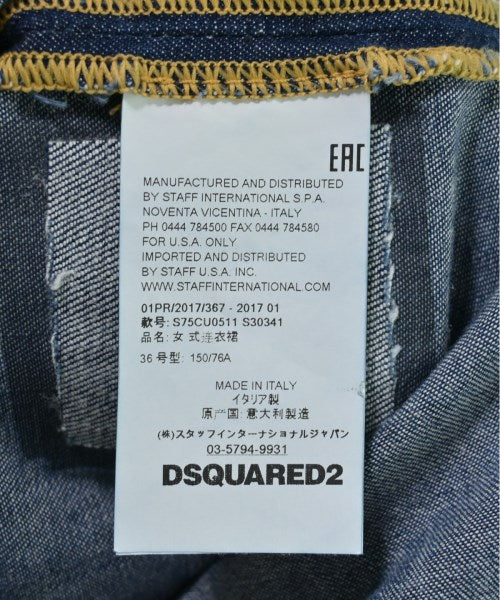 EAC
MANUFACTURED AND DISTRIBUTED
BY STAFF INTERNATIONAL S.P.A.
NOVENTA VICENTINA - ITALY
PH 0444 784500 FAX 0444 784580
FOR U.S.A. ONLY
IMPORTED AND DISTRIBUTED
BY STAFF U.S.A. INC.
WWW.STAFFINTERNATIONAL.COM
01PR/2017/367 - 2017 01
款号: S75CU0511 S30341
品名: 女 式连衣裙
36 号型: 150/76A
MADE IN ITALY
イタリア製
原产国: 意大利製造
(株)スタッフインターナショナルジャパン
03-5794-9931
DSQUARED2